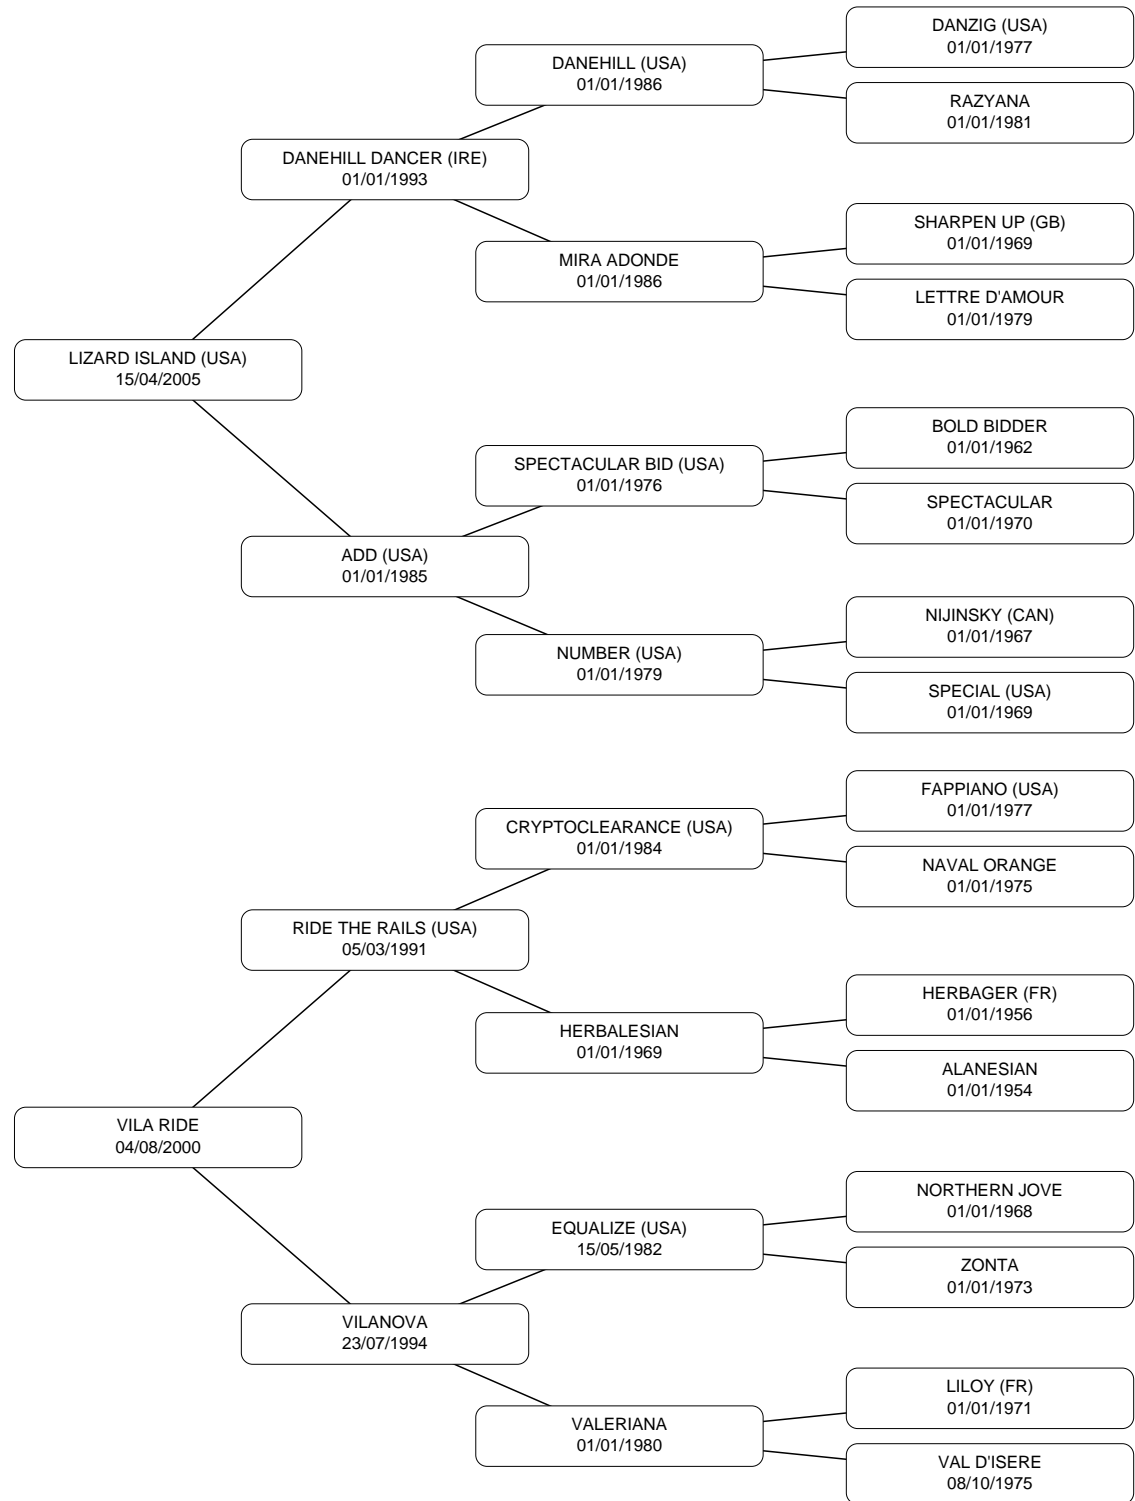 DANZIG (USA)
01/01/1977
DANEHILL (USA)
01/01/1986
RAZYANA
01/01/1981
DANEHILL DANCER (IRE)
01/01/1993
SHARPEN UP (GB)
01/01/1969
MIRA ADONDE
01/01/1986
LETTRE D'AMOUR
01/01/1979
LIZARD ISLAND (USA)
15/04/2005
BOLD BIDDER
01/01/1962
SPECTACULAR BID (USA)
01/01/1976
SPECTACULAR
01/01/1970
ADD (USA)
01/01/1985
NIJINSKY (CAN)
01/01/1967
NUMBER (USA)
01/01/1979
SPECIAL (USA)
01/01/1969
FAPPIANO (USA)
01/01/1977
CRYPTOCLEARANCE (USA)
01/01/1984
NAVAL ORANGE
01/01/1975
RIDE THE RAILS (USA)
05/03/1991
HERBAGER (FR)
01/01/1956
HERBALESIAN
01/01/1969
ALANESIAN
01/01/1954
VILA RIDE
04/08/2000
NORTHERN JOVE
01/01/1968
EQUALIZE (USA)
15/05/1982
ZONTA
01/01/1973
VILANOVA
23/07/1994
LILOY (FR)
01/01/1971
VALERIANA
01/01/1980
VAL D'ISERE
08/10/1975